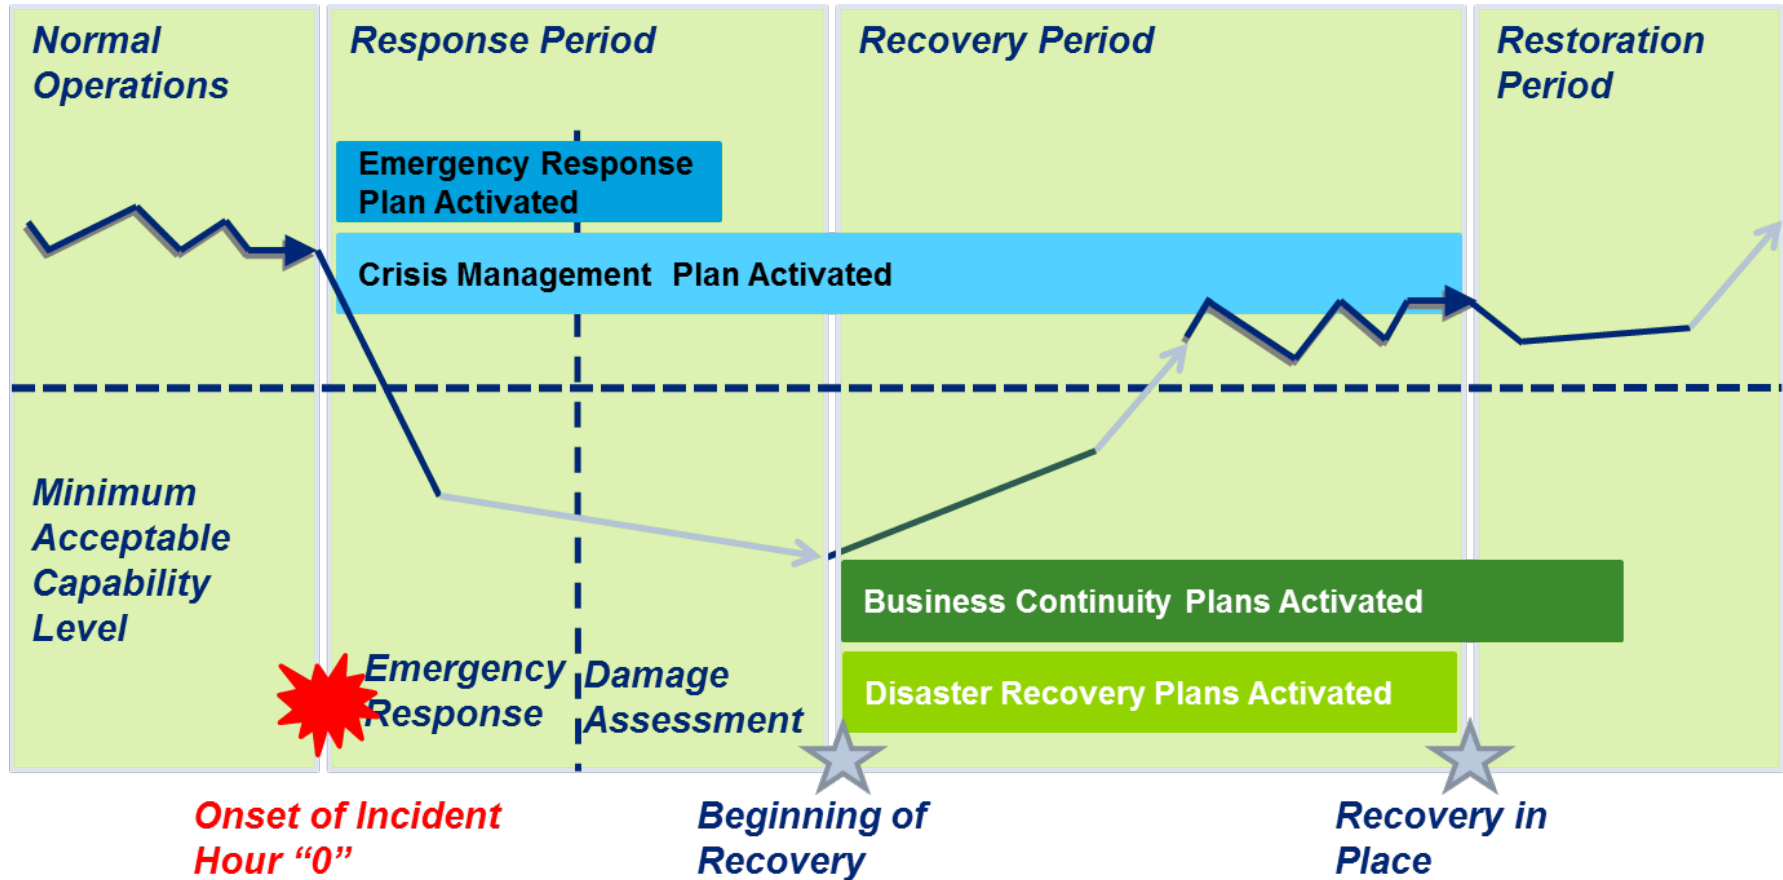 Normal
Operations
Response Period
Recovery Period
Restoration
Period
Emergency Response
Plan Activated
Crisis Management Plan Activated
Minimum
Acceptable
Capability
Level
Business Continuity Plans Activated
Disaster Recovery Plans Activated
Emergency
Response
Damage
Assessment
Onset of Incident
Hour “0”
Beginning of
Recovery
Recovery in
Place